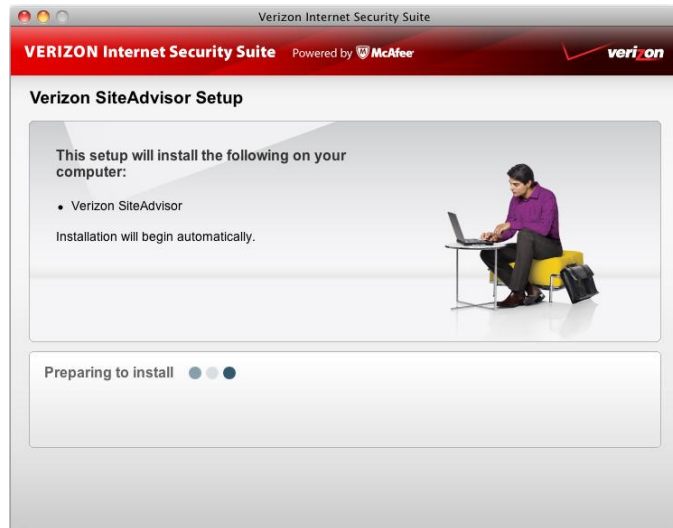 Verizon Internet Security Suite
VERIZON Internet Security Suite Powered by McAfee
verizon
Verizon SiteAdvisor Setup
This setup will install the following on your
computer:
• Verizon SiteAdvisor
Installation will begin automatically.
Preparing to install